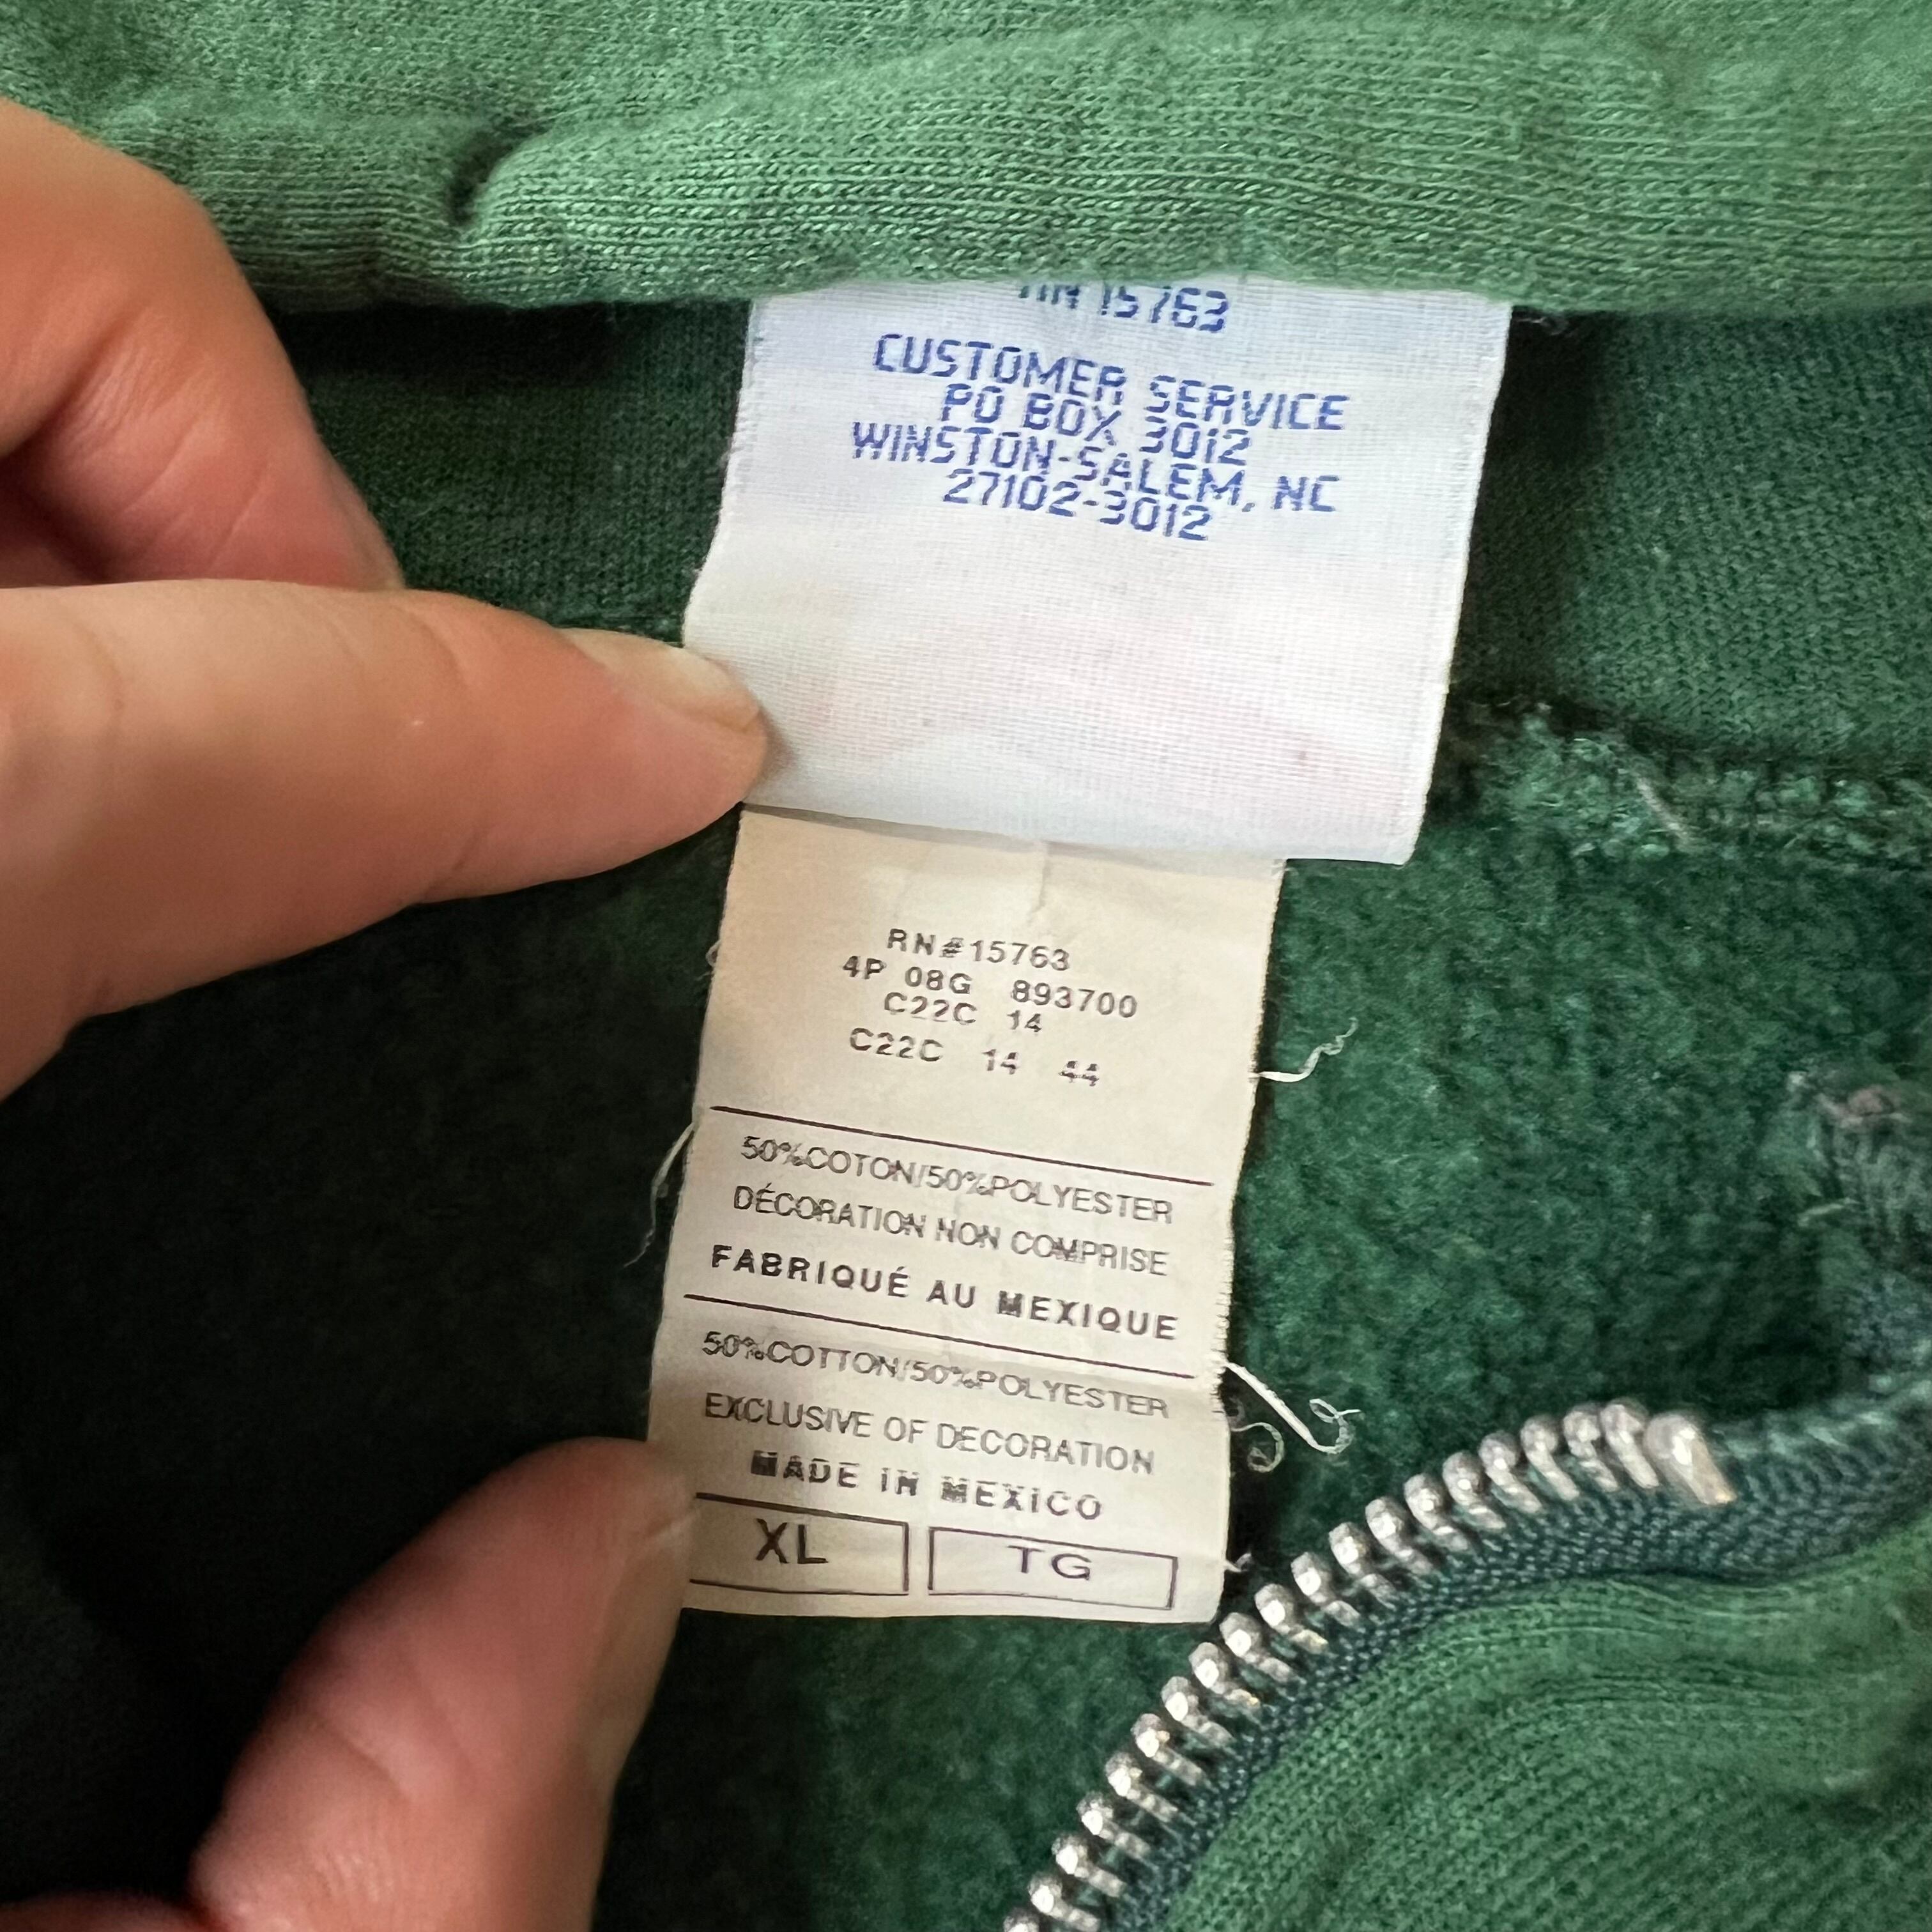 RN 15763
CUSTOMER SERVICE
PO BOX 3012
WINSTON-SALEM, NC
27102-3012
RN#15763
4P 08G 893700
C22C 14
C22C 14 44
50%COTON/50%POLYESTER
DÉCORATION NON COMPRISE
FABRIQUÉ AU MEXIQUE
50%COTTON/50%POLYESTER
EXCLUSIVE OF DECORATION
MADE IN MEXICO
XL TG